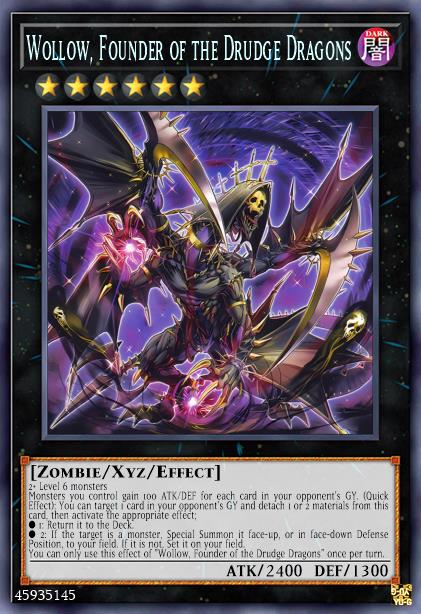 WOLLOW, FOUNDER OF THE DRUDGE DRAGONS
DARK
闇
[ZOMBIE/XYZ/EFFECT]
2+ Level 6 monsters
Monsters you control gain 100 ATK/DEF for each card in your opponent's GY. (Quick
Effect): You can target 1 card in your opponent's GY and detach 1 or 2 materials from this
card, then activate the appropriate effect;
● 1: Return it to the Deck.
● 2: If the target is a monster, Special Summon it face-up, or in face-down Defense
Position, to your field. If it is not, Set it on your field.
You can only use this effect of "Wollow, Founder of the Drudge Dragons" once per turn.
ATK/2400 DEF/1300
45935145